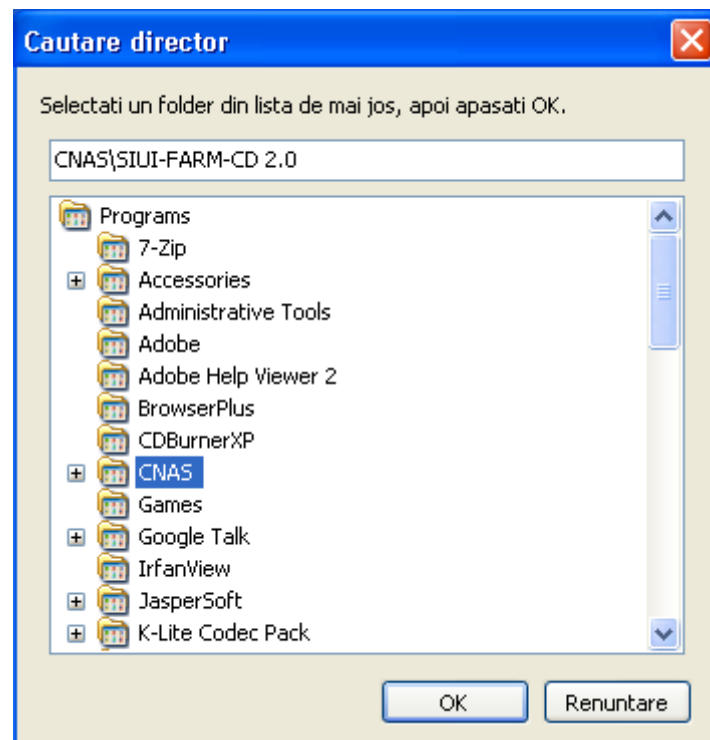 Cautare director
Selectati un folder din lista de mai jos, apoi apasati OK.
CNAS\SIUI-FARM-CD 2.0
Programs
7-Zip
Accessories
Administrative Tools
Adobe
Adobe Help Viewer 2
BrowserPlus
CDBurnerXP
CNAS
Games
Google Talk
IrfanView
JasperSoft
K-Lite Codec Pack
OK Renuntare